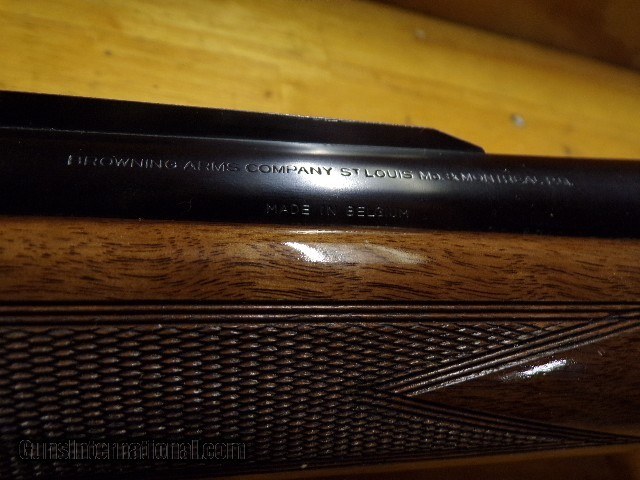 BROWNING ARMS COMPANY ST LOUIS MO. & MONTREAL P.Q.
MADE IN BELGIUM
GunsInternational.com